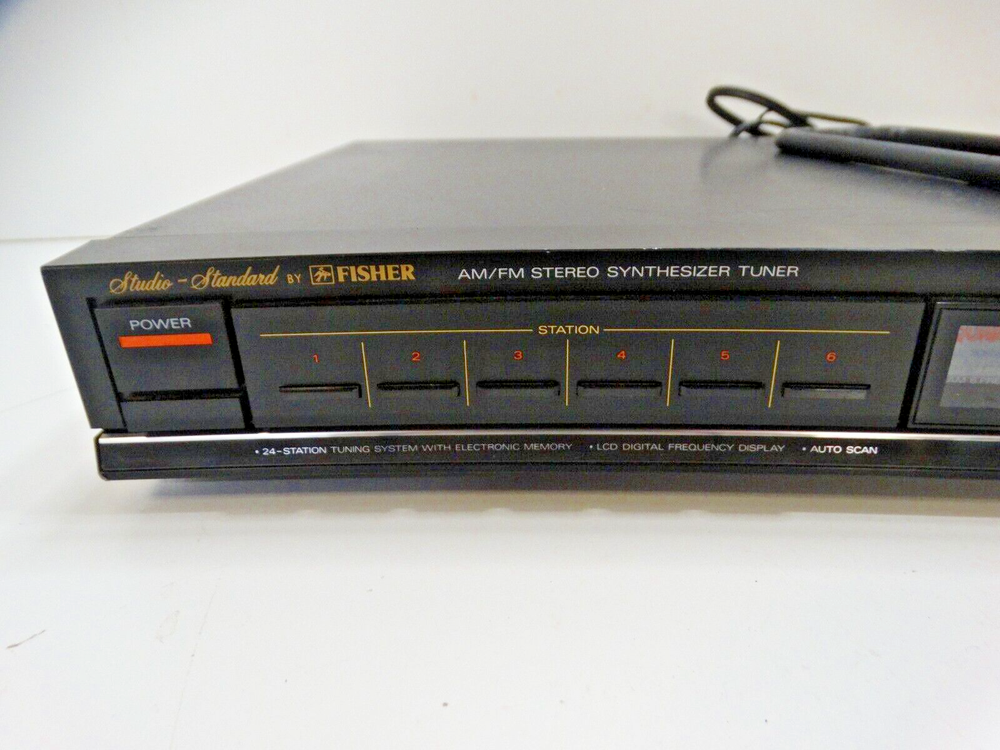 Studio-Standard BY FISHER
AM/FM STEREO SYNTHESIZER TUNER
POWER
STATION
1 2 3 4 5 6
• 24-STATION TUNING SYSTEM WITH ELECTRONIC MEMORY • LCD DIGITAL FREQUENCY DISPLAY • AUTO SCAN